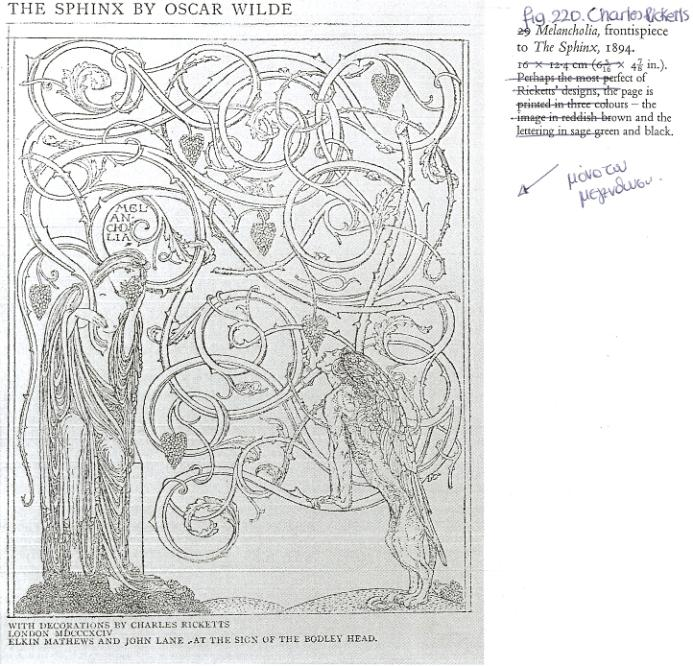 THE SPHINX BY OSCAR WILDE
MEL
AN-
CHO
LIA
WITH DECORATIONS BY CHARLES RICKETTS
LONDON MDCCCXCIV
ELKIN MATHEWS AND JOHN LANE . AT THE SIGN OF THE BODLEY HEAD.
fig 220. Charles Ricketts
29 Melancholia, frontispiece
to The Sphinx, 1894.
16 × 12·4 cm (6 5/16 × 4 7/8 in.).
Perhaps the most perfect of
Ricketts' designs, the page is
printed in three colours – the
image in reddish brown and the
lettering in sage green and black.
μόνο του